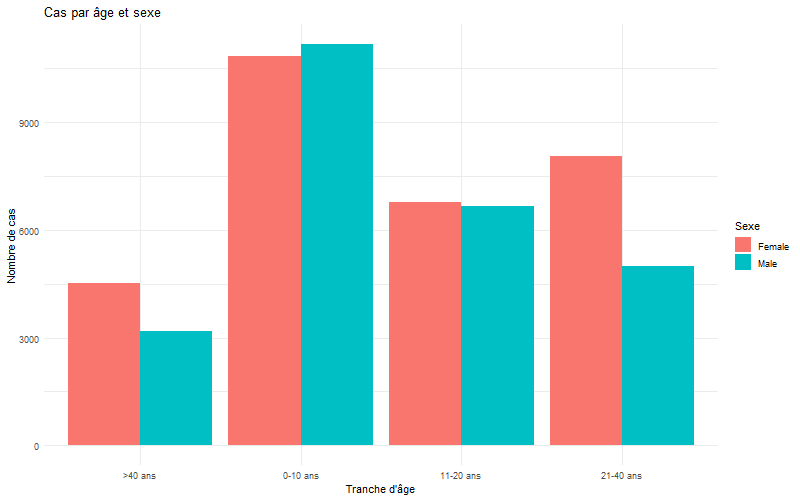 Cas par âge et sexe
Nombre de cas
9000
6000
3000
0
>40 ans
0-10 ans
11-20 ans
21-40 ans
Tranche d'âge
Sexe
Female
Male